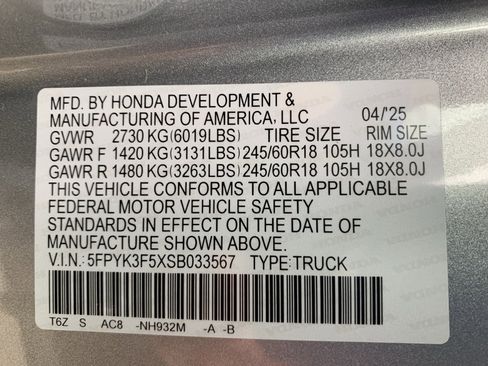 MFD. BY HONDA DEVELOPMENT &
MANUFACTURING OF AMERICA, LLC 04/'25
GVWR 2730 KG(6019LBS) TIRE SIZE RIM SIZE
GAWR F 1420 KG(3131LBS) 245/60R18 105H 18X8.0J
GAWR R 1480 KG(3263LBS) 245/60R18 105H 18X8.0J
THIS VEHICLE CONFORMS TO ALL APPLICABLE
FEDERAL MOTOR VEHICLE SAFETY
STANDARDS IN EFFECT ON THE DATE OF
MANUFACTURE SHOWN ABOVE.
V.I.N.: 5FPYK3F5XSB033567 TYPE: TRUCK
T6Z S AC8 -NH932M -A -B